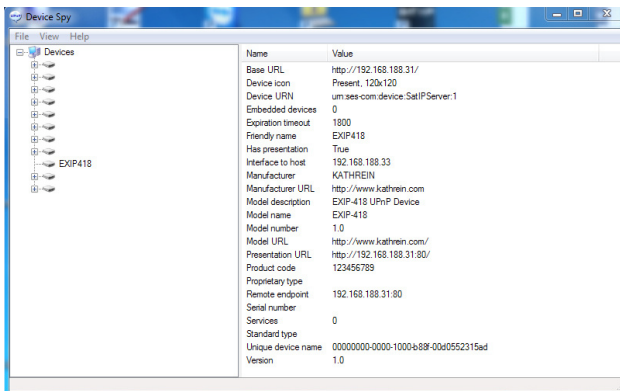 Device Spy
File View Help
Devices
EXIP418
Name Value
Base URL http://192.168.188.31/
Device icon Present, 120x120
Device URN urn:ses-com:device:SatIPServer:1
Embedded devices 0
Expiration timeout 1800
Friendly name EXIP418
Has presentation True
Interface to host 192.168.188.33
Manufacturer KATHREIN
Manufacturer URL http://www.kathrein.com
Model description EXIP-418 UPnP Device
Model name EXIP-418
Model number 1.0
Model URL http://www.kathrein.com/
Presentation URL http://192.168.188.31:80/
Product code 123456789
Proprietary type
Remote endpoint 192.168.188.31:80
Serial number
Services 0
Standard type
Unique device name 00000000-0000-1000-b88f-00d0552315ad
Version 1.0